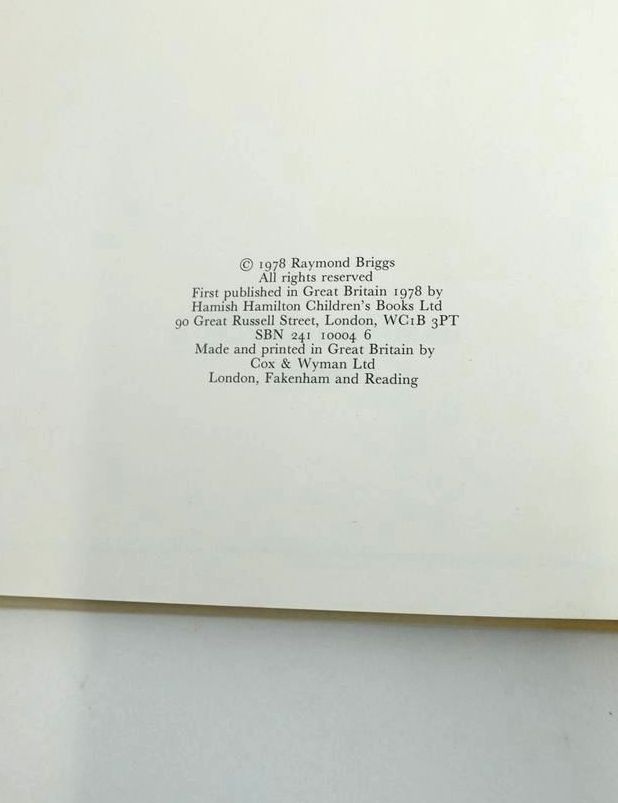 © 1978 Raymond Briggs
All rights reserved
First published in Great Britain 1978 by
Hamish Hamilton Children's Books Ltd
90 Great Russell Street, London, WC1B 3PT
SBN 241 10004 6
Made and printed in Great Britain by
Cox & Wyman Ltd
London, Fakenham and Reading